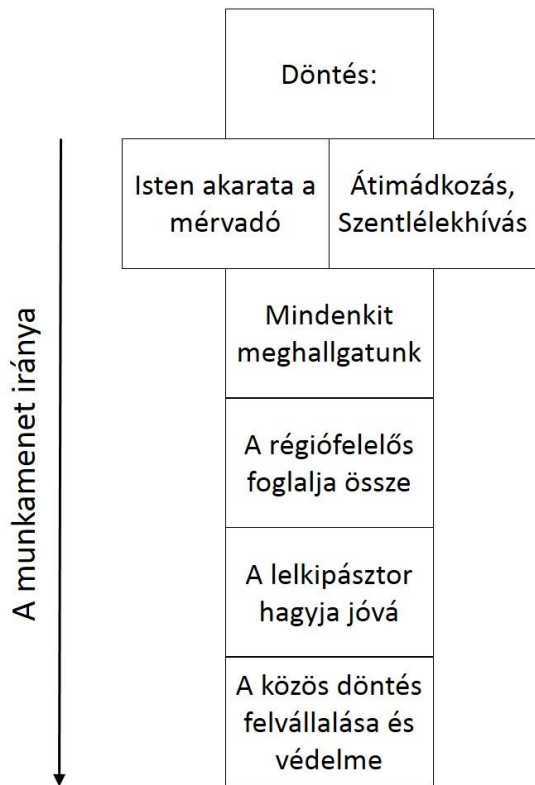 Döntés:
Isten akarata a
mérvadó
Átimádkozás,
Szentlélekhívás
Mindenkit
meghallgatunk
A régiófelelős
foglalja össze
A lelkipásztor
hagyja jóvá
A közös döntés
felvállalása és
védelme
A munkamenet iránya